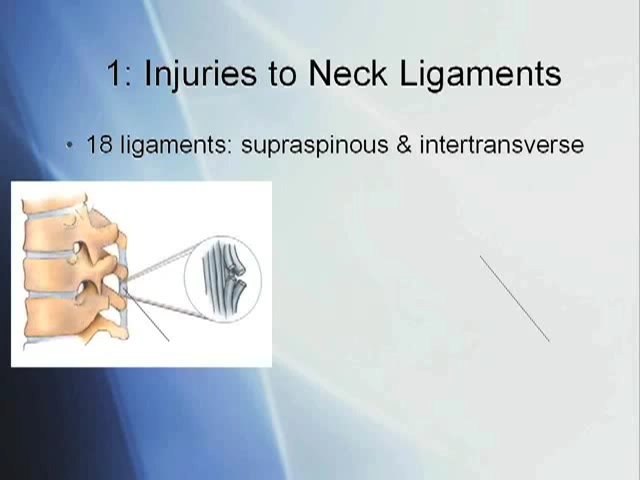 1: Injuries to Neck Ligaments
• 18 ligaments: supraspinous & intertransverse